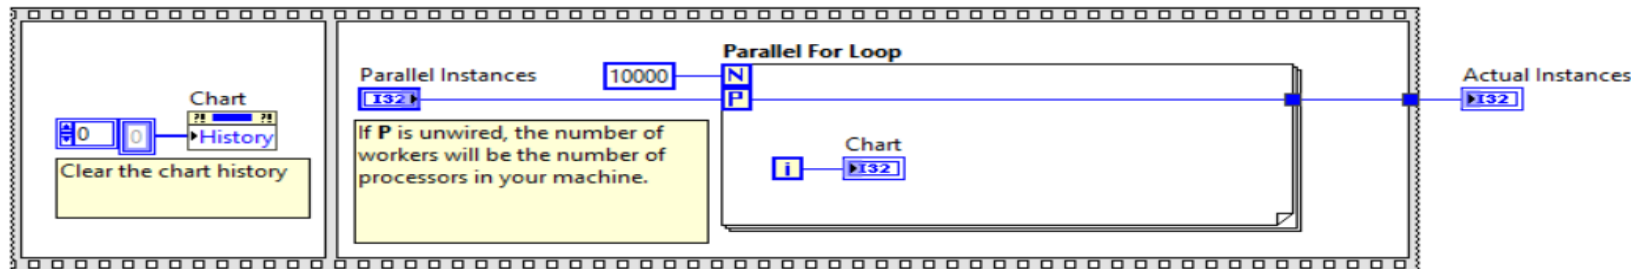 Chart
0
0
History
Clear the chart history
Parallel Instances
I32
If P is unwired, the number of
workers will be the number of
processors in your machine.
10000
Parallel For Loop
N
P
Chart
i
I32
Actual Instances
I32